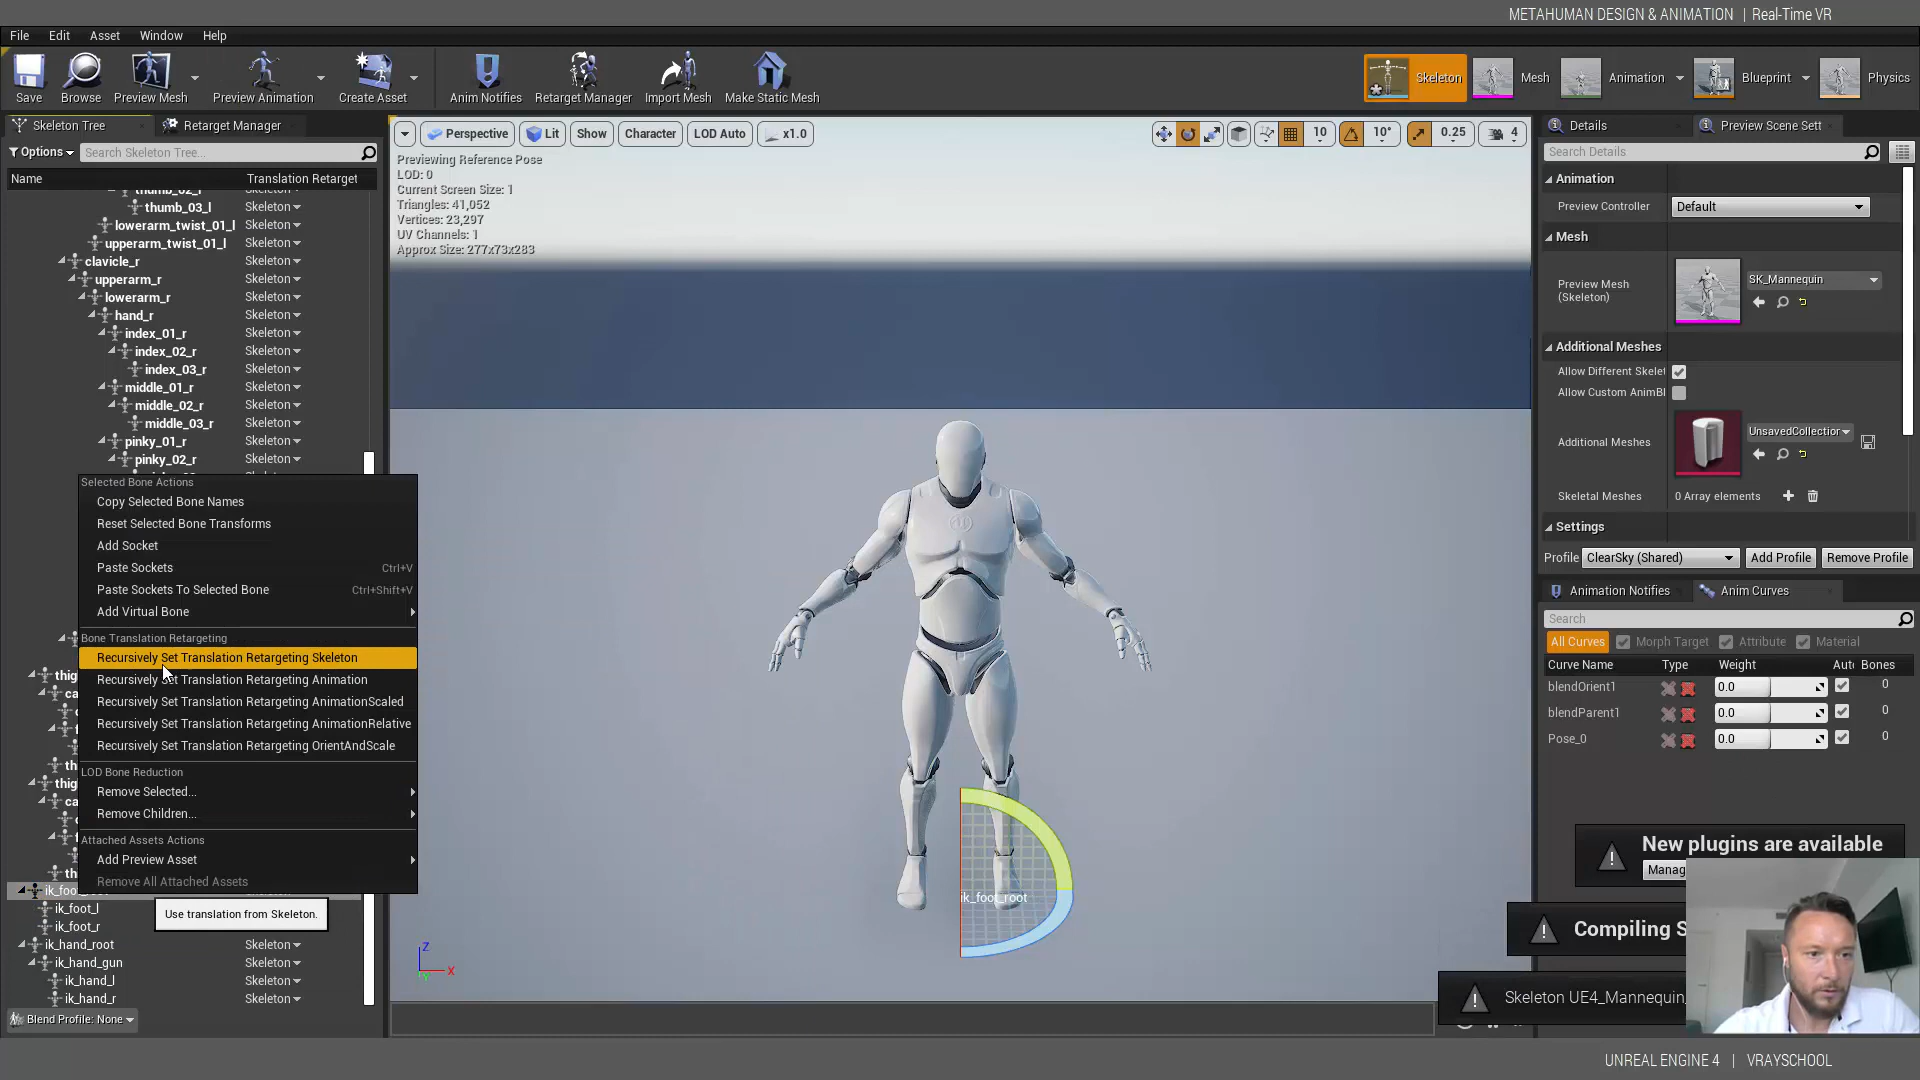 METAHUMAN DESIGN & ANIMATION | Real-Time VR
File Edit Asset Window Help
Save Browse Preview Mesh Preview Animation Create Asset Anim Notifies Retarget Manager Import Mesh Make Static Mesh
Skeleton Mesh Animation Blueprint Physics
Skeleton Tree Retarget Manager
Options Search Skeleton Tree...
Name Translation Retarget
thumb_03_l Skeleton
lowerarm_twist_01_l Skeleton
upperarm_twist_01_l Skeleton
clavicle_r Skeleton
upperarm_r Skeleton
lowerarm_r Skeleton
hand_r Skeleton
index_01_r Skeleton
index_02_r Skeleton
index_03_r Skeleton
middle_01_r Skeleton
middle_02_r Skeleton
middle_03_r Skeleton
pinky_01_r Skeleton
pinky_02_r Skeleton
Selected Bone Actions
Copy Selected Bone Names
Reset Selected Bone Transforms
Add Socket
Paste Sockets Ctrl+V
Paste Sockets To Selected Bone Ctrl+Shift+V
Add Virtual Bone
Bone Translation Retargeting
Recursively Set Translation Retargeting Skeleton
Recursively Set Translation Retargeting Animation
Recursively Set Translation Retargeting AnimationScaled
Recursively Set Translation Retargeting AnimationRelative
Recursively Set Translation Retargeting OrientAndScale
LOD Bone Reduction
Remove Selected...
Remove Children...
Attached Assets Actions
Add Preview Asset
Remove All Attached Assets
Use translation from Skeleton.
ik_foot_l
ik_foot_r
ik_hand_root Skeleton
ik_hand_gun Skeleton
ik_hand_l Skeleton
ik_hand_r Skeleton
Blend Profile: None
Perspective Lit Show Character LOD Auto x1.0
10 10° 0.25 4
Previewing Reference Pose
LOD: 0
Current Screen Size: 1
Triangles: 41,052
Vertices: 23,297
UV Channels: 1
Approx Size: 277x73x283
ik_foot_root
Z
X
Y
Details Preview Scene Sett
Search Details
Animation
Preview Controller Default
Mesh
Preview Mesh
(Skeleton)
SK_Mannequin
Additional Meshes
Allow Different Skelet
Allow Custom AnimBl
Additional Meshes UnsavedCollection
Skeletal Meshes 0 Array elements
Settings
Profile ClearSky (Shared) Add Profile Remove Profile
Animation Notifies Anim Curves
Search
All Curves Morph Target Attribute Material
Curve Name Type Weight Aut Bones
blendOrient1 0.0 0
blendParent1 0.0 0
Pose_0 0.0 0
New plugins are available
Manag
Compiling S
Skeleton UE4_Mannequin_
UNREAL ENGINE 4 | VRAYSCHOOL